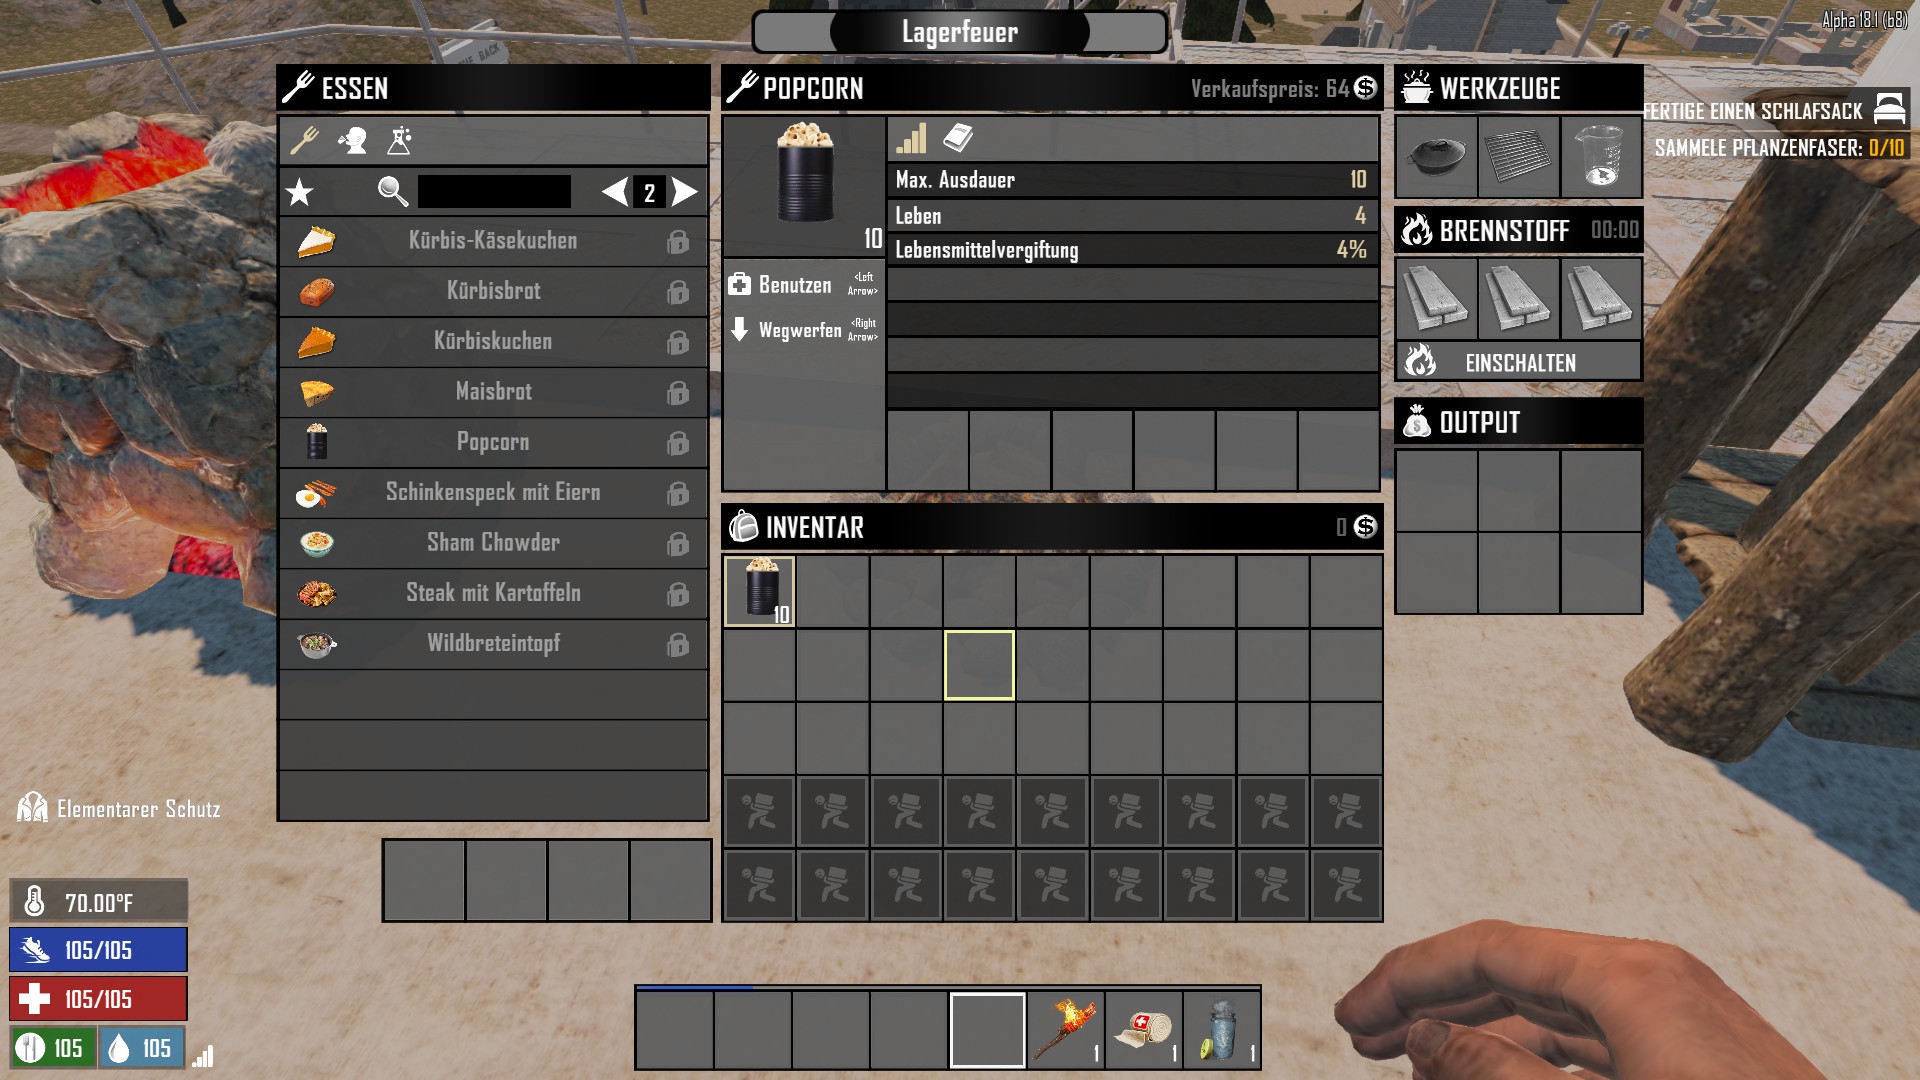 Lagerfeuer
Alpha 18.1 (b8)
THE BACK
ESSEN
2
Kürbis-Käsekuchen
Kürbisbrot
Kürbiskuchen
Maisbrot
Popcorn
Schinkenspeck mit Eiern
Sham Chowder
Steak mit Kartoffeln
Wildbreteintopf
POPCORN
Verkaufspreis: 64
10
Benutzen <Left Arrow>
Wegwerfen <Right Arrow>
Max. Ausdauer 10
Leben 4
Lebensmittelvergiftung 4%
INVENTAR 0
10
WERKZEUGE
BRENNSTOFF 00:00
EINSCHALTEN
OUTPUT
FERTIGE EINEN SCHLAFSACK
SAMMELE PFLANZENFASER: 0/10
Elementarer Schutz
70.00°F
105/105
105/105
105 105
1 1 1